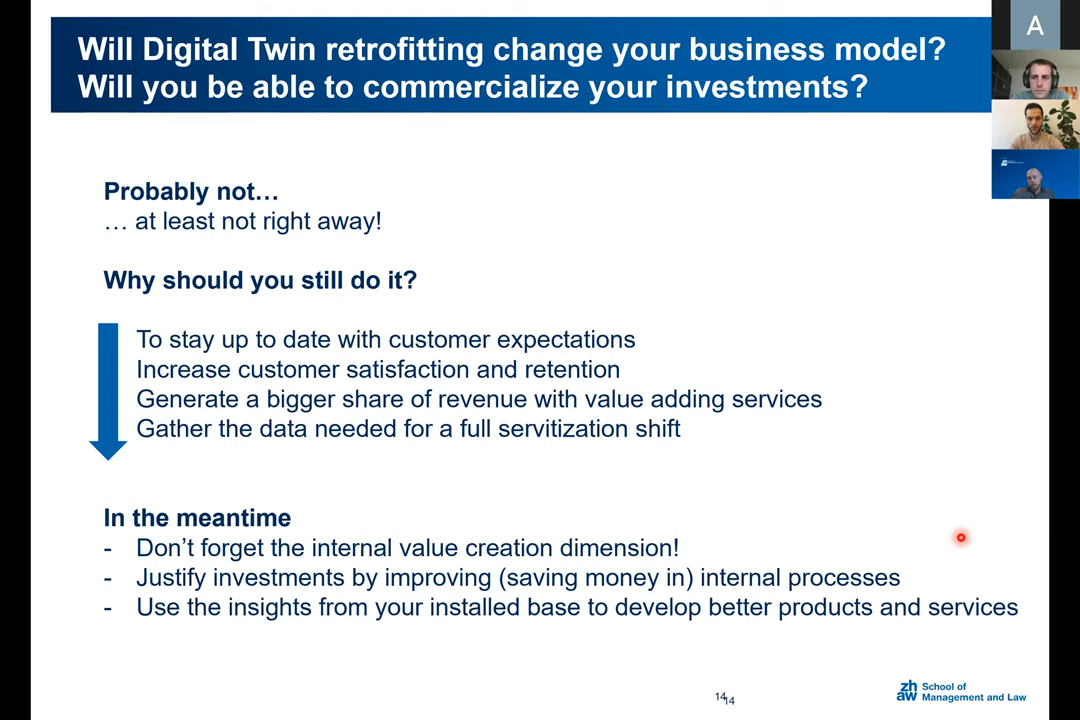 Will Digital Twin retrofitting change your business model?
Will you be able to commercialize your investments?
A
Probably not…
… at least not right away!
Why should you still do it?
To stay up to date with customer expectations
Increase customer satisfaction and retention
Generate a bigger share of revenue with value adding services
Gather the data needed for a full servitization shift
In the meantime
- Don’t forget the internal value creation dimension!
- Justify investments by improving (saving money in) internal processes
- Use the insights from your installed base to develop better products and services
14
14
zh
aw
School of
Management and Law